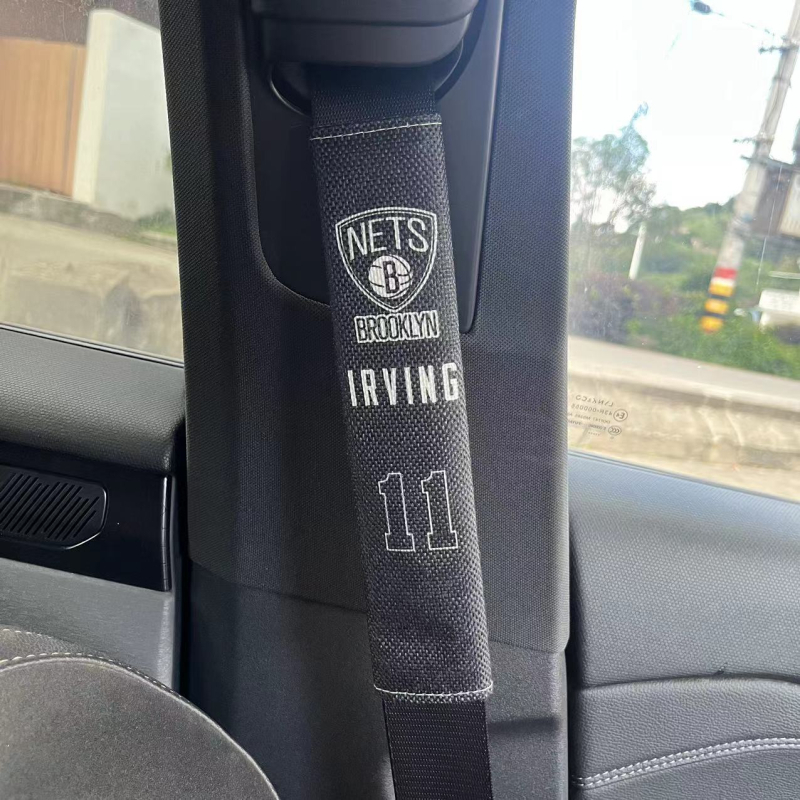 NETS
B
BROOKLYN
IRVING
11